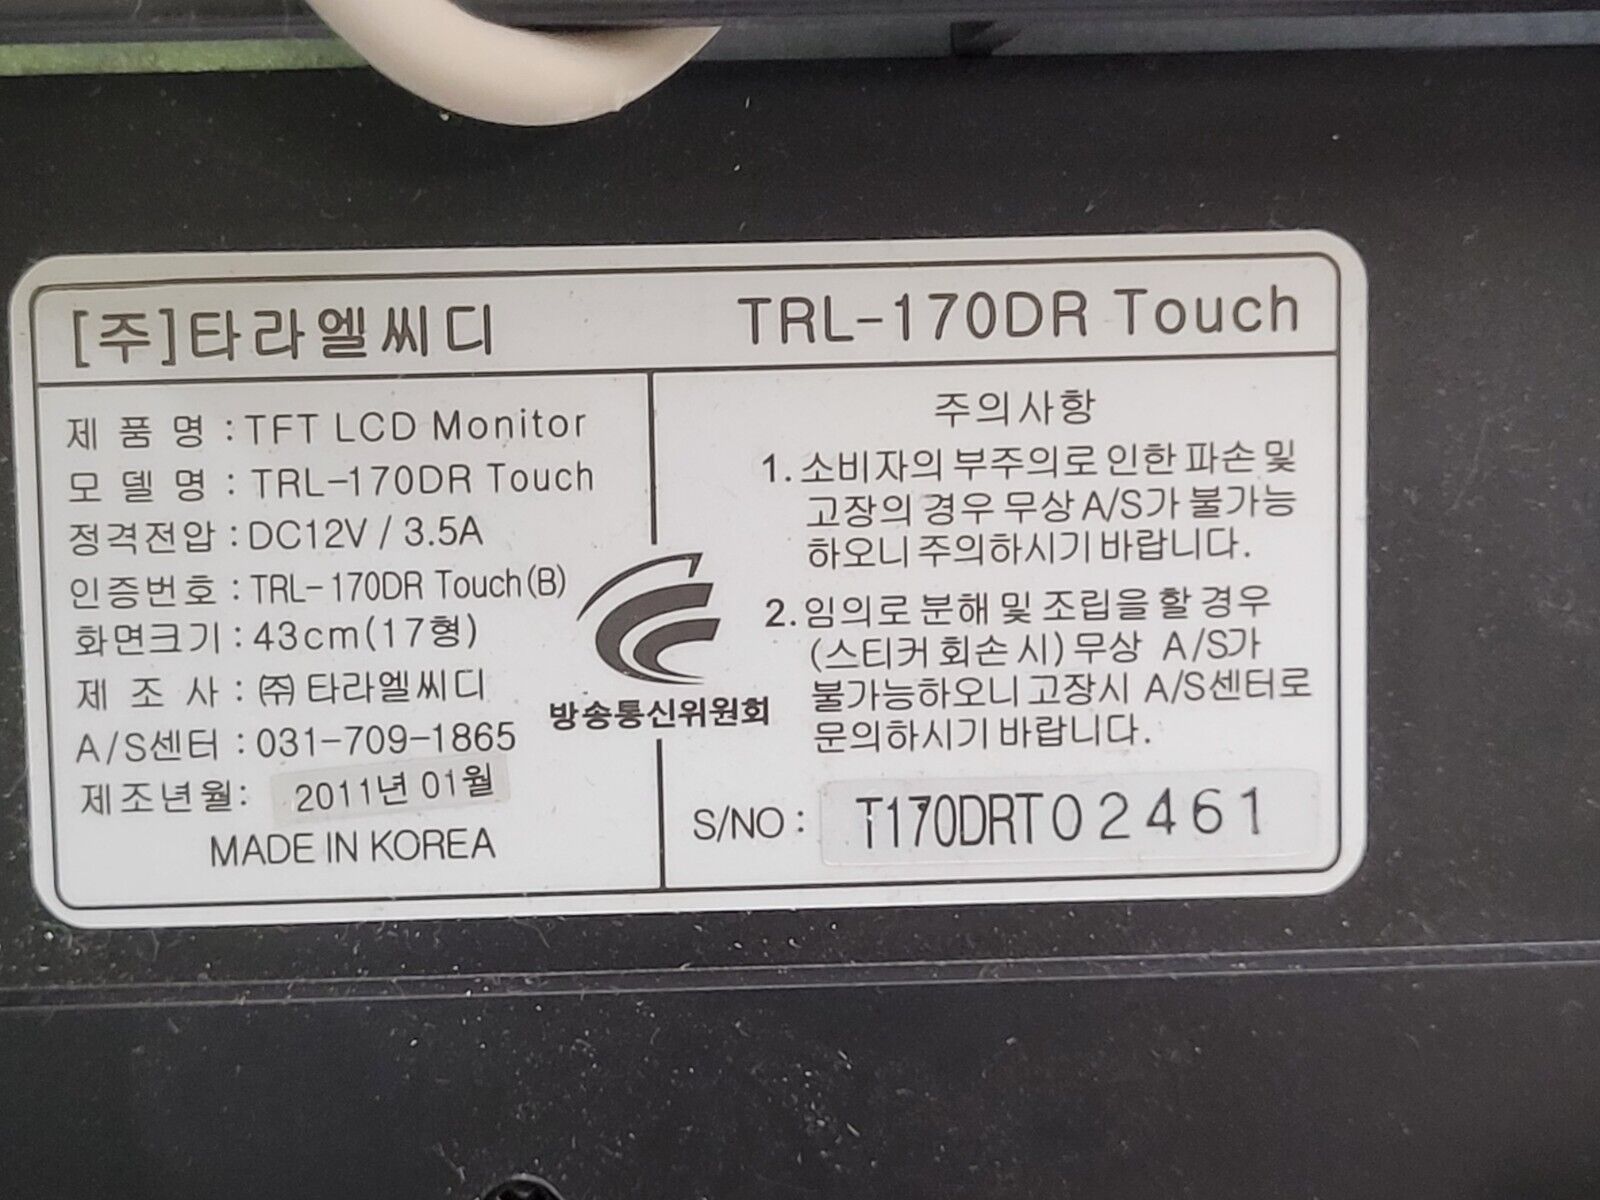 [주]타라엘씨디 TRL-170DR Touch
제 품 명 : TFT LCD Monitor
모 델 명 : TRL-170DR Touch
정격전압 : DC12V / 3.5A
인증번호 : TRL-170DR Touch(B)
화면크기 : 43cm(17형)
제 조 사 : ㈜타라엘씨디
A/S센터 : 031-709-1865
제조년월: 2011년 01월
MADE IN KOREA
방송통신위원회
주의사항
1. 소비자의 부주의로 인한 파손 및
고장의 경우 무상 A/S가 불가능
하오니 주의하시기 바랍니다.
2. 임의로 분해 및 조립을 할 경우
(스티커 회손 시) 무상 A/S가
불가능하오니 고장시 A/S센터로
문의하시기 바랍니다.
S/NO : T170DRT02461